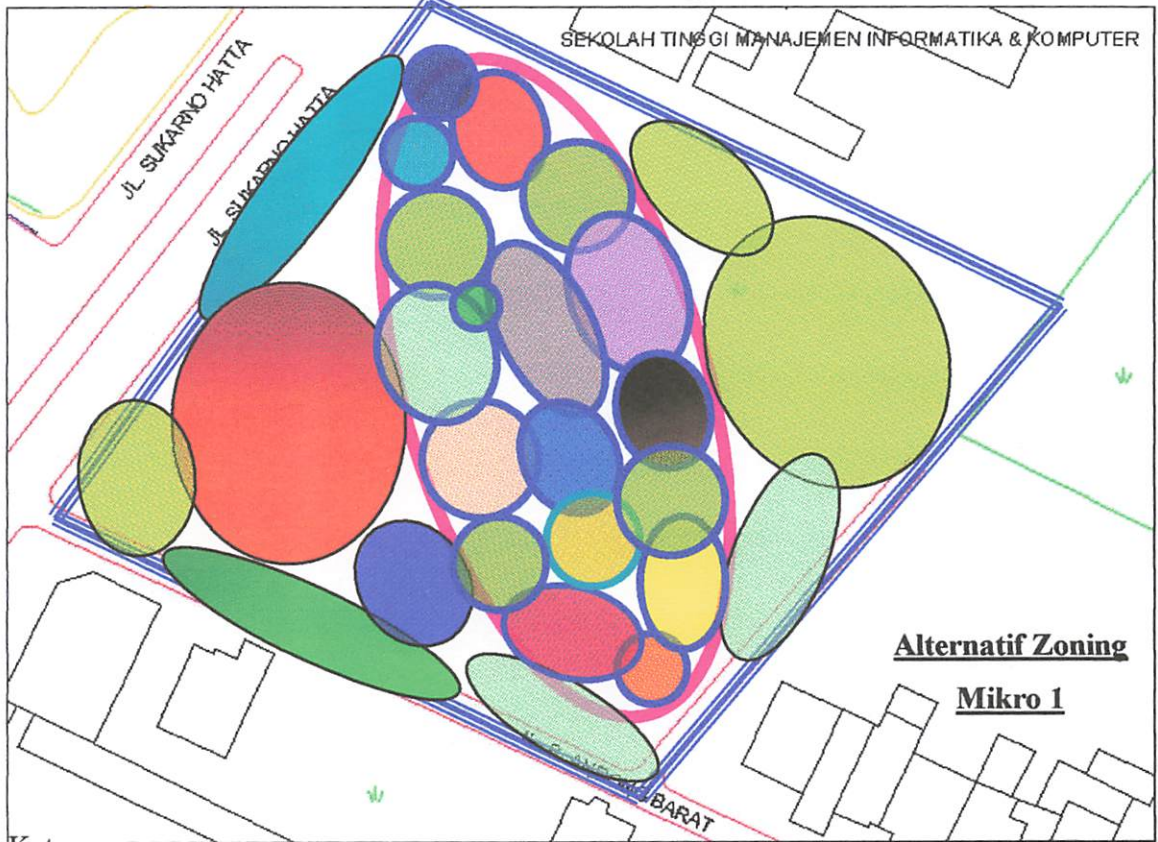 SEKOLAH TINGGI MANAJEMEN INFORMATIKA & KOMPUTER
JL. SUKARNO HATTA
JL. SUKARNO HATTA
Alternatif Zoning
Mikro 1
BARAT